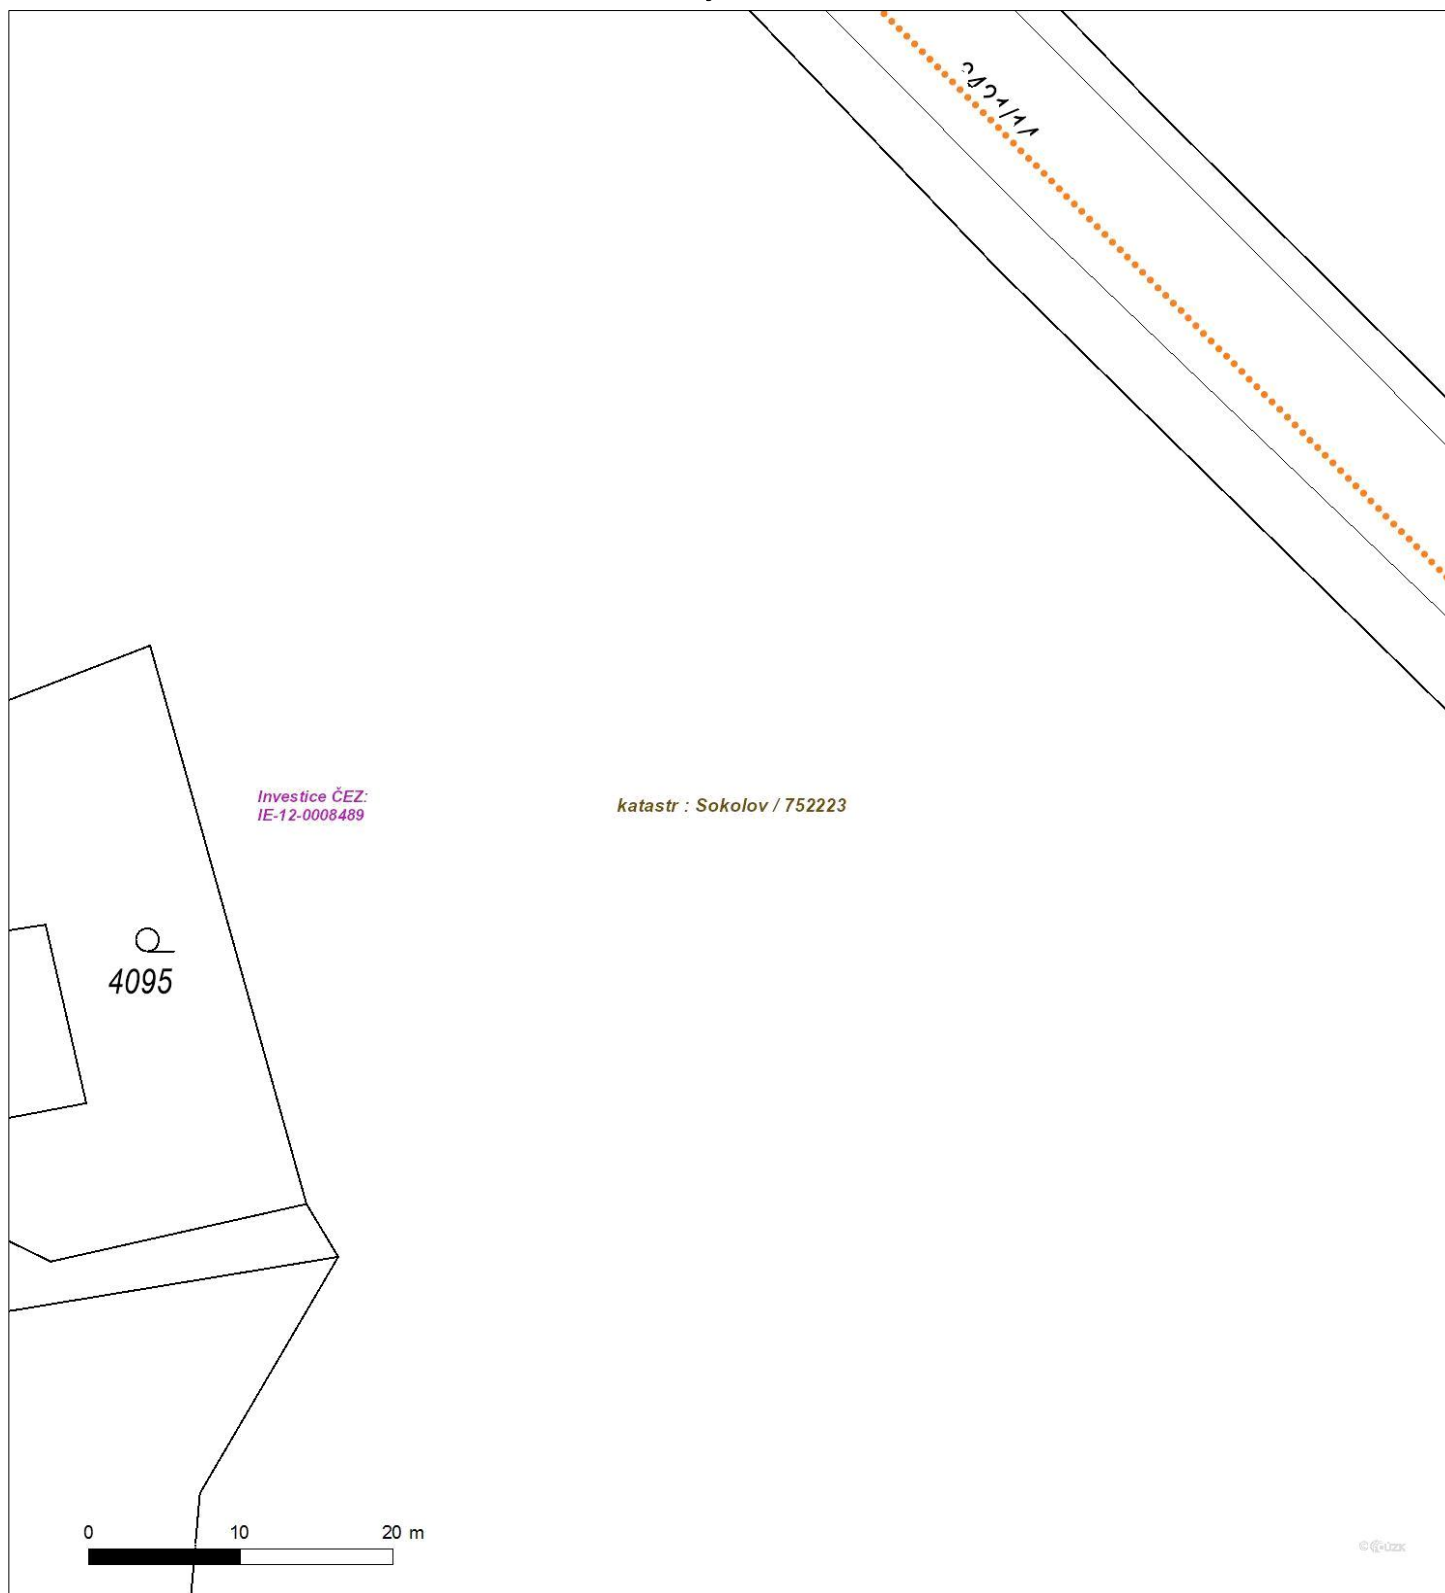 Investice ČEZ:
IE-12-0008489
katastr : Sokolov / 752223
4095
0 10 20 m